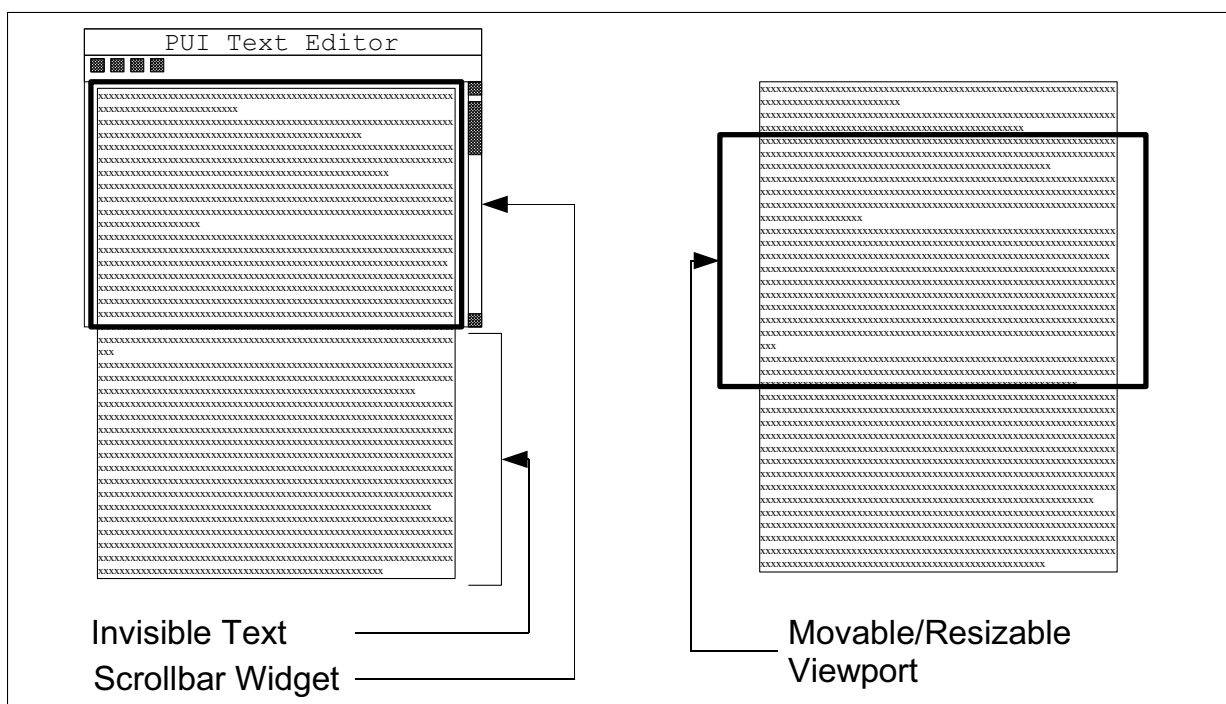 PUI Text Editor
Invisible Text
Scrollbar Widget
Movable/Resizable
Viewport